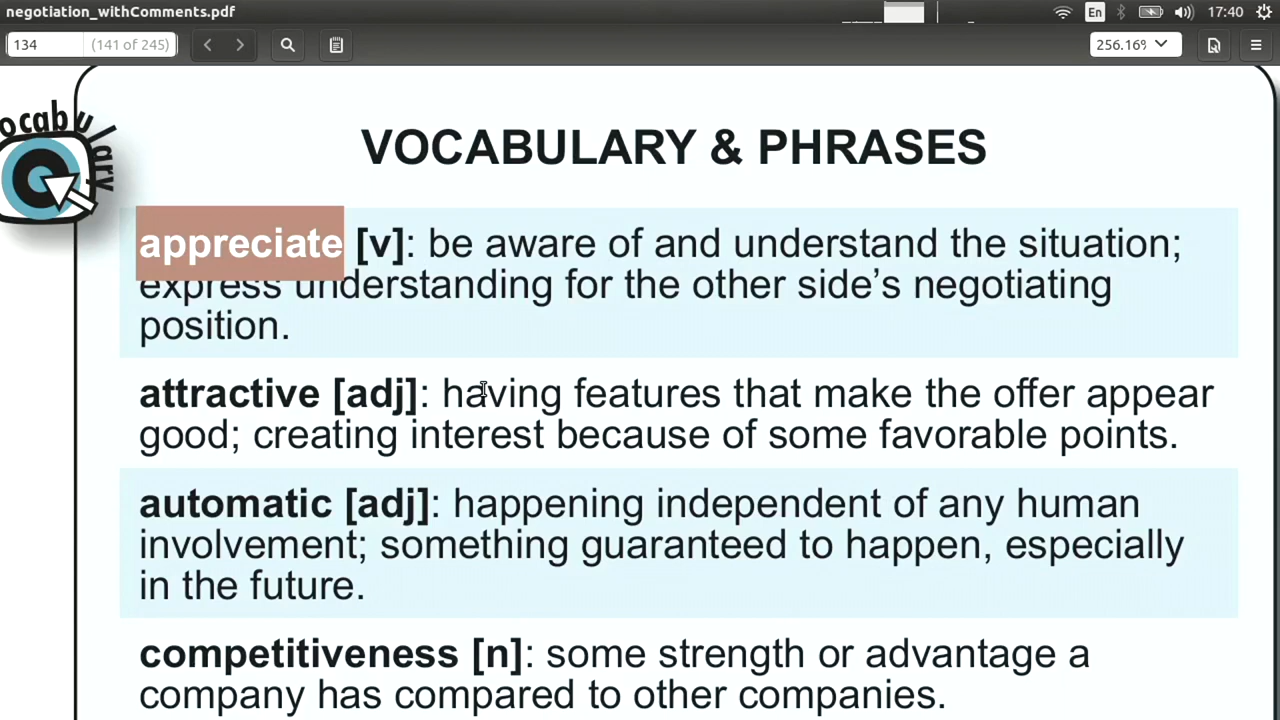 negotiation_withComments.pdf En 17:40
134 (141 of 245) 256.16%
Vocabulary
VOCABULARY & PHRASES
appreciate [v]: be aware of and understand the situation;
express understanding for the other side’s negotiating
position.
attractive [adj]: having features that make the offer appear
good; creating interest because of some favorable points.
automatic [adj]: happening independent of any human
involvement; something guaranteed to happen, especially
in the future.
competitiveness [n]: some strength or advantage a
company has compared to other companies.